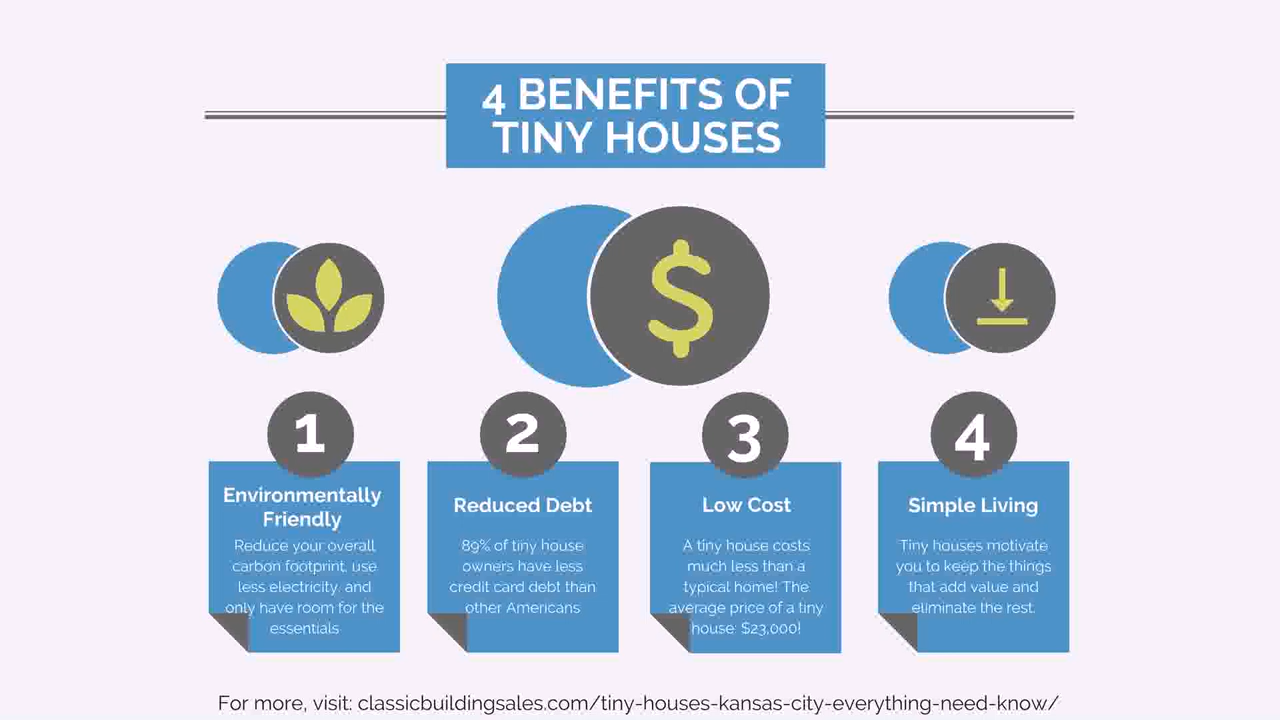 4 BENEFITS OF
TINY HOUSES
$
1
Environmentally
Friendly
Reduce your overall
carbon footprint, use
less electricity, and
only have room for the
essentials
2
Reduced Debt
89% of tiny house
owners have less
credit card debt than
other Americans
3
Low Cost
A tiny house costs
much less than a
typical home! The
average price of a tiny
house: $23,000!
4
Simple Living
Tiny houses motivate
you to keep the things
that add value and
eliminate the rest.
For more, visit: classicbuildingsales.com/tiny-houses-kansas-city-everything-need-know/